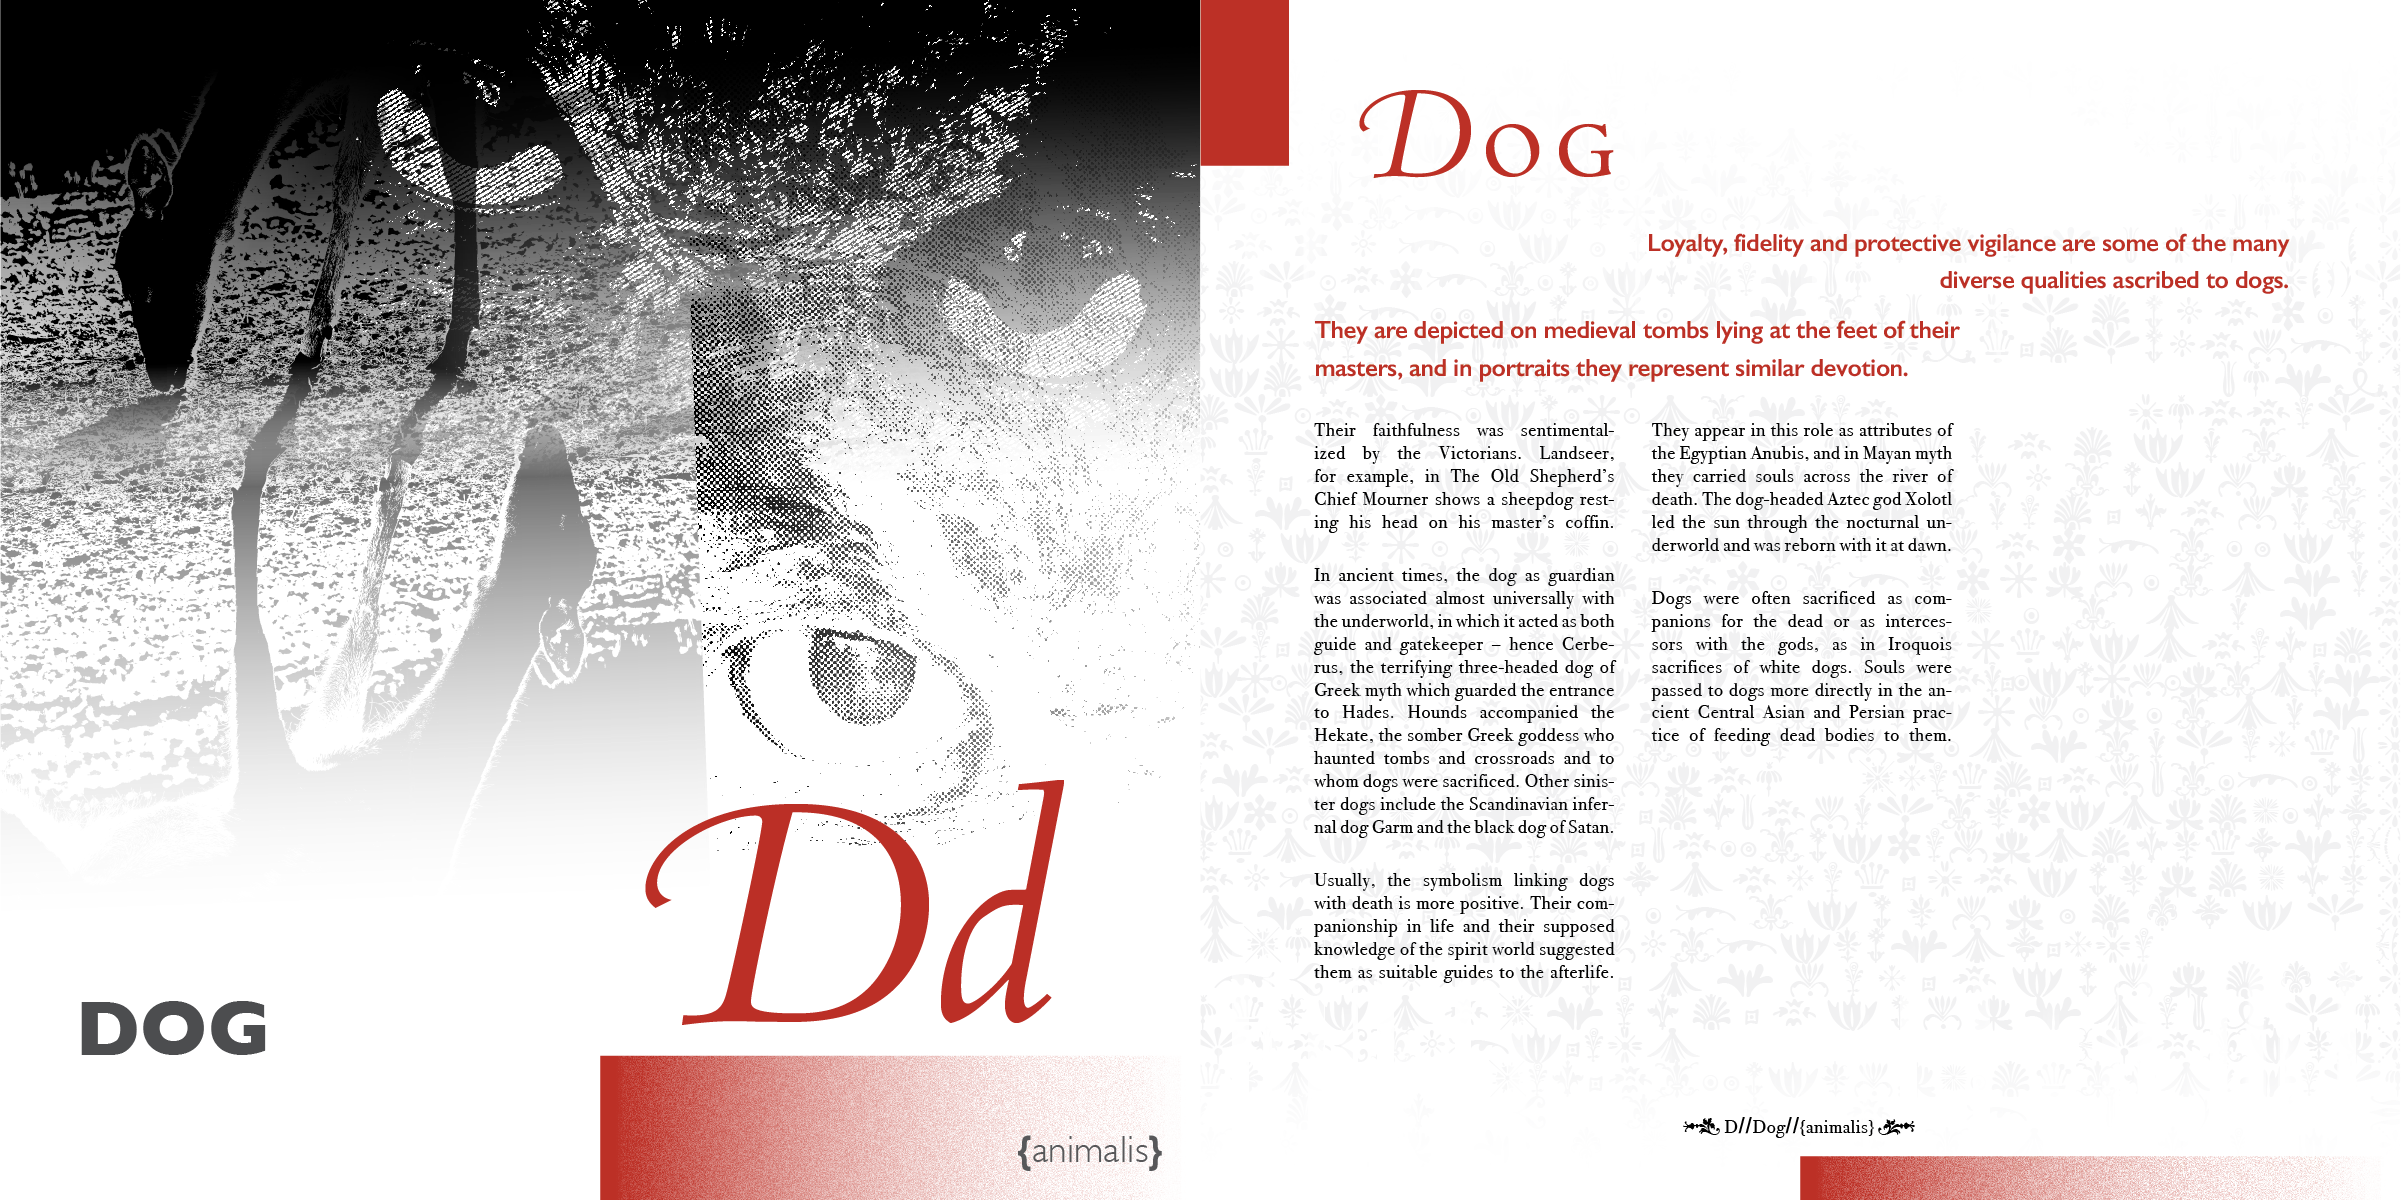 Dd
DOG
{animalis}
Dog
Loyalty, fidelity and protective vigilance are some of the many
diverse qualities ascribed to dogs.
They are depicted on medieval tombs lying at the feet of their
masters, and in portraits they represent similar devotion.
Their faithfulness was sentimental-
ized by the Victorians. Landseer,
for example, in The Old Shepherd's
Chief Mourner shows a sheepdog rest-
ing his head on his master's coffin.
In ancient times, the dog as guardian
was associated almost universally with
the underworld, in which it acted as both
guide and gatekeeper – hence Cerbe-
rus, the terrifying three-headed dog of
Greek myth which guarded the entrance
to Hades. Hounds accompanied the
Hekate, the somber Greek goddess who
haunted tombs and crossroads and to
whom dogs were sacrificed. Other sinis-
ter dogs include the Scandinavian infer-
nal dog Garm and the black dog of Satan.
Usually, the symbolism linking dogs
with death is more positive. Their com-
panionship in life and their supposed
knowledge of the spirit world suggested
them as suitable guides to the afterlife.
They appear in this role as attributes of
the Egyptian Anubis, and in Mayan myth
they carried souls across the river of
death. The dog-headed Aztec god Xolotl
led the sun through the nocturnal un-
derworld and was reborn with it at dawn.
Dogs were often sacrificed as com-
panions for the dead or as interces-
sors with the gods, as in Iroquois
sacrifices of white dogs. Souls were
passed to dogs more directly in the an-
cient Central Asian and Persian prac-
tice of feeding dead bodies to them.
D//Dog//{animalis}